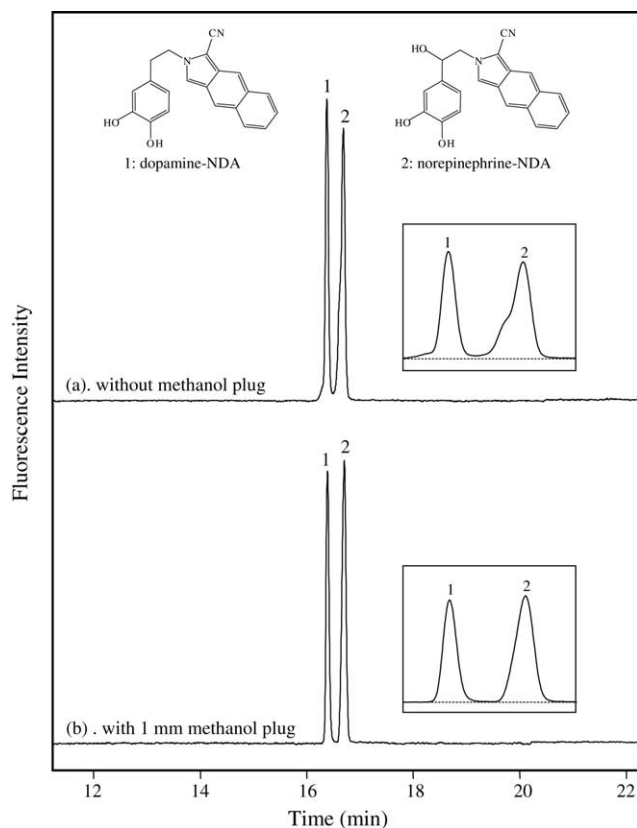 CN
N
HO
OH
1: dopamine-NDA
CN
HO
N
HO
OH
2: norepinephrine-NDA
1
2
1
2
(a). without methanol plug
1
2
1
2
(b) . with 1 mm methanol plug
Fluorescence Intensity
12 14 16 18 20 22
Time (min)